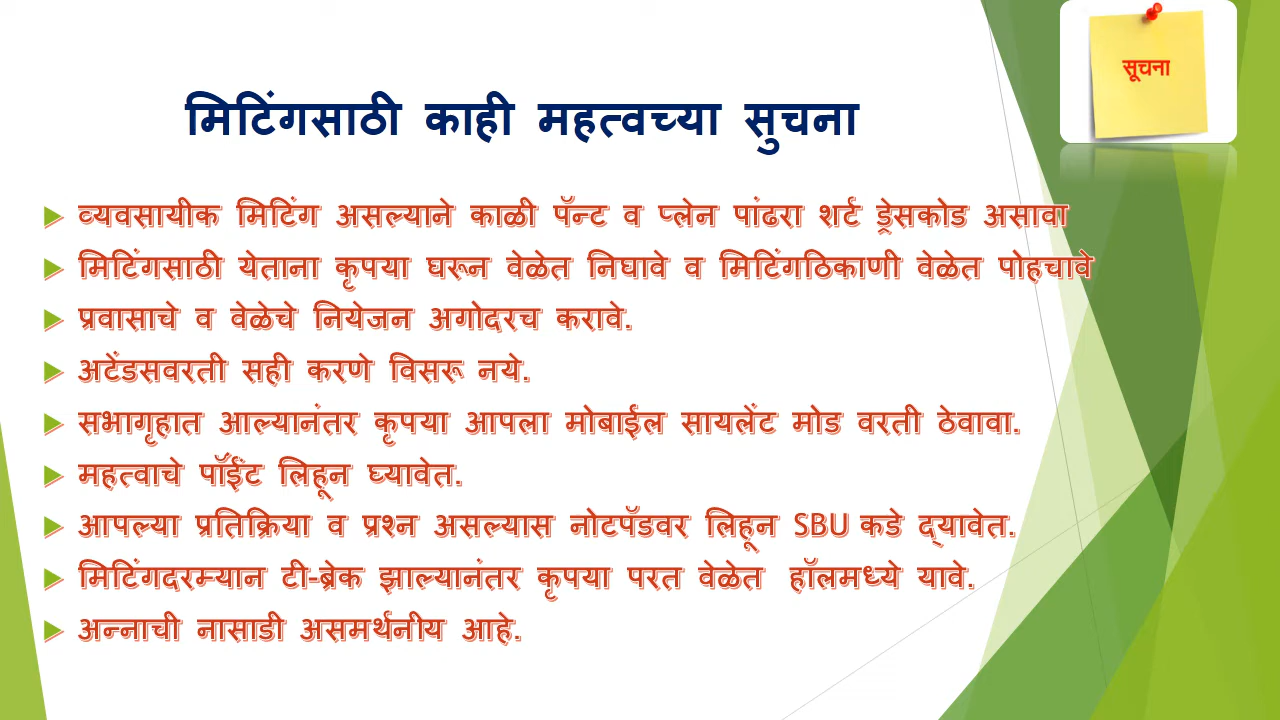 सूचना
मिटिंगसाठी काही महत्वच्या सुचना
व्यवसायीक मिटिंग असल्याने काळी पॅन्ट व प्लेन पांढरा शर्ट ड्रेसकोड असावा
मिटिंगसाठी येताना कृपया घरून वेळेत निघावे व मिटिंगठिकाणी वेळेत पोहचावे
प्रवासाचे व वेळेचे नियेजन अगोदरच करावे.
अटेंडसवरती सही करणे विसरू नये.
सभागृहात आल्यानंतर कृपया आपला मोबाईल सायलेंट मोड वरती ठेवावा.
महत्वाचे पॉईंट लिहून घ्यावेत.
आपल्या प्रतिक्रिया व प्रश्न असल्यास नोटपॅडवर लिहून SBU कडे द्यावेत.
मिटिंगदरम्यान टी-ब्रेक झाल्यानंतर कृपया परत वेळेत हॉलमध्ये यावे.
अन्नाची नासाडी असमर्थनीय आहे.